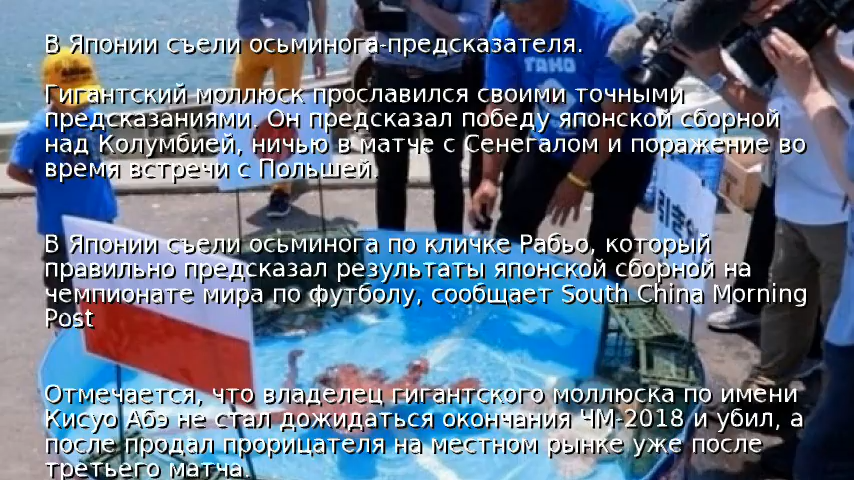 В Японии съели осьминога-предсказателя.
Гигантский моллюск прославился своими точными
предсказаниями. Он предсказал победу японской сборной
над Колумбией, ничью в матче с Сенегалом и поражение во
время встречи с Польшей.
В Японии съели осьминога по кличке Рабьо, который
правильно предсказал результаты японской сборной на
чемпионате мира по футболу, сообщает South China Morning
Post
Отмечается, что владелец гигантского моллюска по имени
Кисуо Абэ не стал дожидаться окончания ЧМ-2018 и убил, а
после продал прорицателя на местном рынке уже после
третьего матча.
TAKO